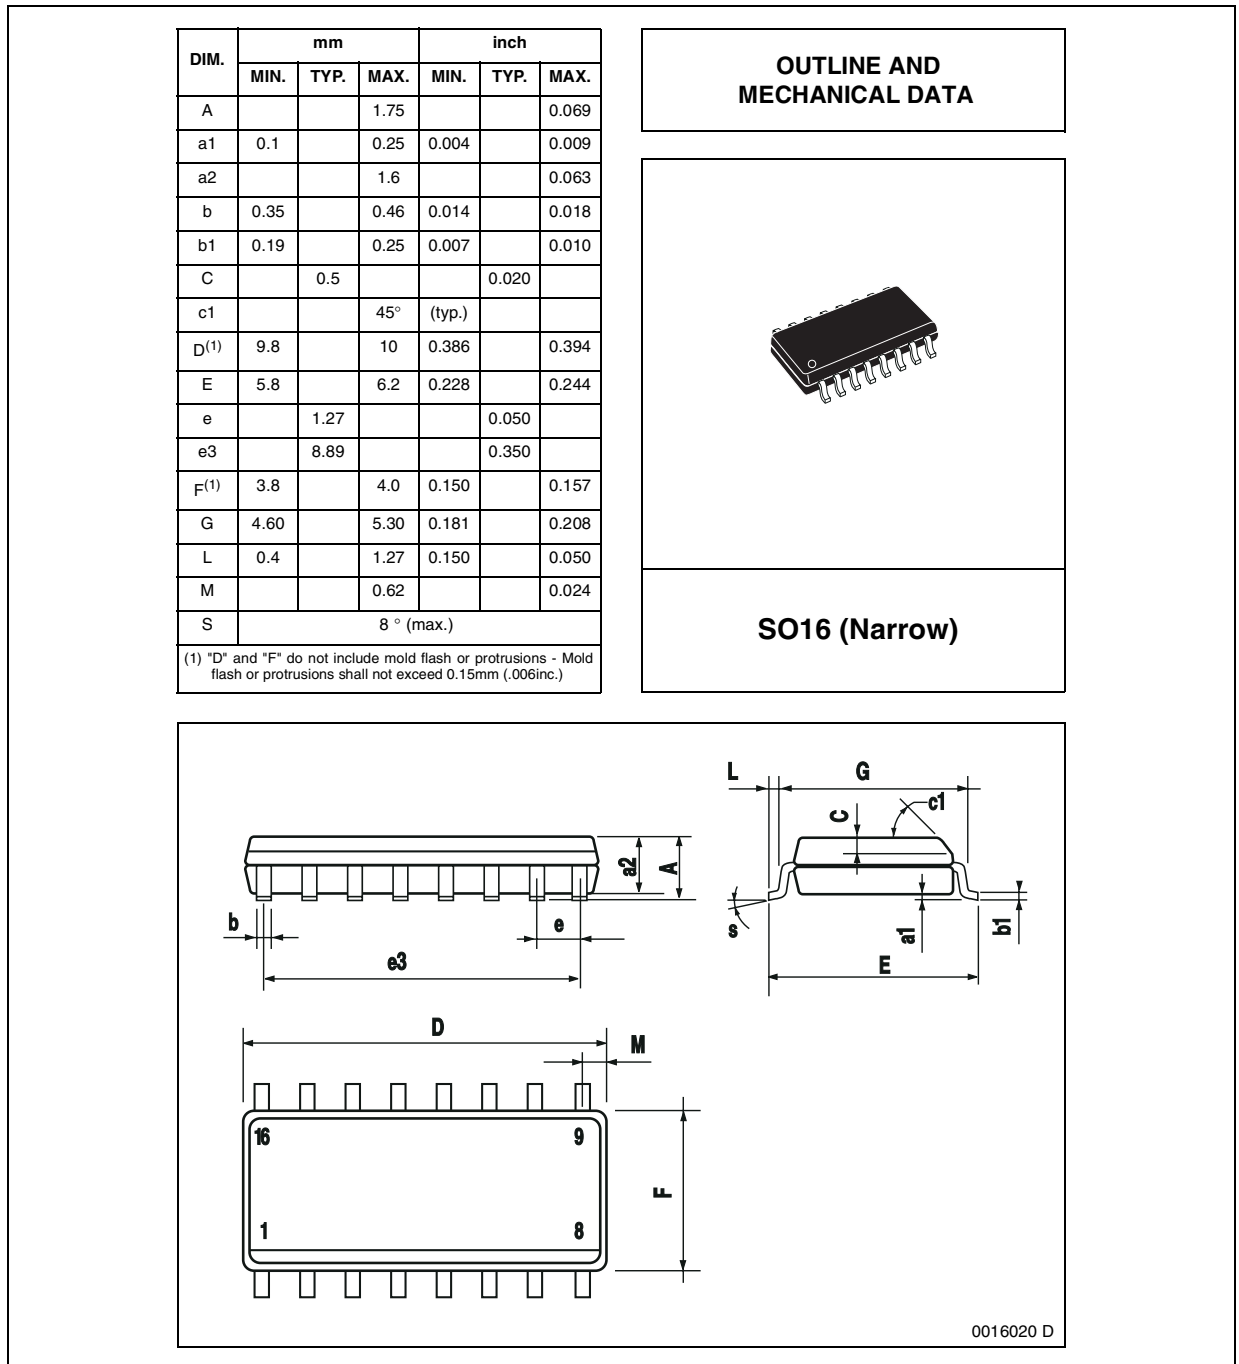 DIM. mm inch
MIN. TYP. MAX. MIN. TYP. MAX.
A 1.75 0.069
a1 0.1 0.25 0.004 0.009
a2 1.6 0.063
b 0.35 0.46 0.014 0.018
b1 0.19 0.25 0.007 0.010
C 0.5 0.020
c1 45° (typ.)
D(1) 9.8 10 0.386 0.394
E 5.8 6.2 0.228 0.244
e 1.27 0.050
e3 8.89 0.350
F(1) 3.8 4.0 0.150 0.157
G 4.60 5.30 0.181 0.208
L 0.4 1.27 0.150 0.050
M 0.62 0.024
S 8 ° (max.)
(1) "D" and "F" do not include mold flash or protrusions - Mold
flash or protrusions shall not exceed 0.15mm (.006inc.)
OUTLINE AND
MECHANICAL DATA
SO16 (Narrow)
L G
c1
C
a2 A
b e
s a1 b1
e3 E
D
M
16 9
F
1 8
0016020 D